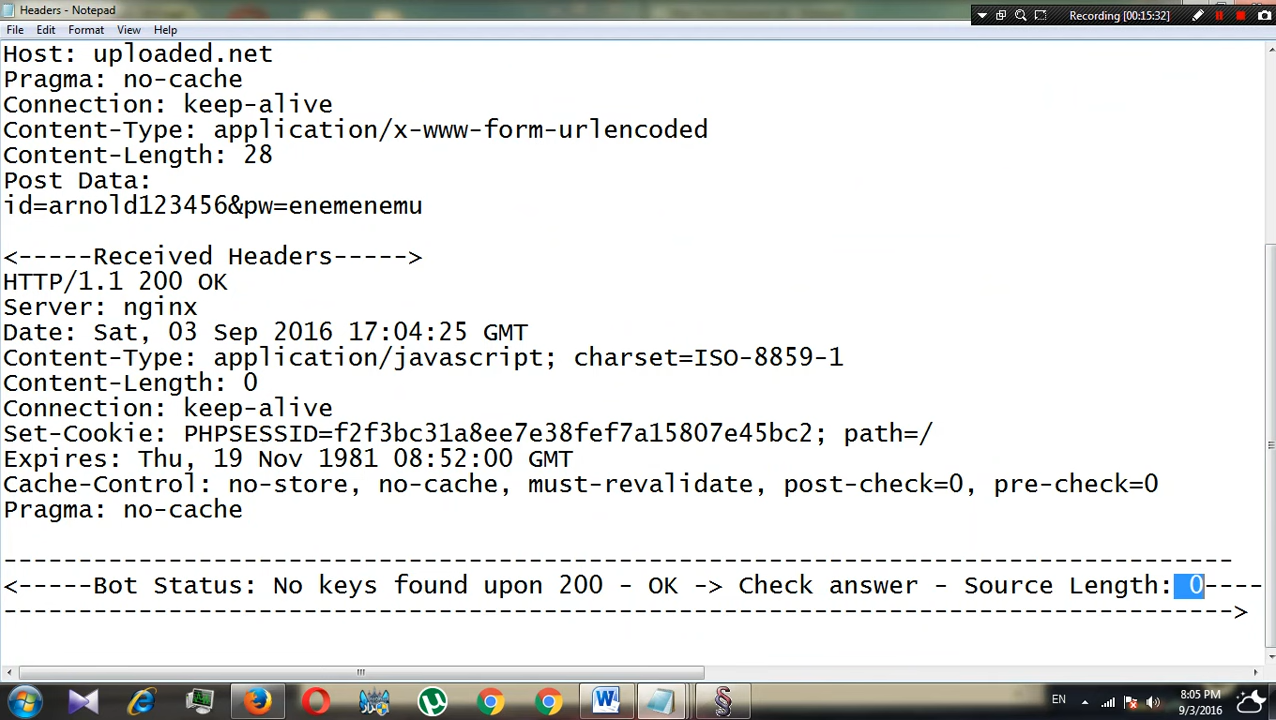 Headers - Notepad
Recording [00:15:32]
File Edit Format View Help
Host: uploaded.net
Pragma: no-cache
Connection: keep-alive
Content-Type: application/x-www-form-urlencoded
Content-Length: 28
Post Data:
id=arnold123456&pw=enemenemu
<-----Received Headers----->
HTTP/1.1 200 OK
Server: nginx
Date: Sat, 03 Sep 2016 17:04:25 GMT
Content-Type: application/javascript; charset=ISO-8859-1
Content-Length: 0
Connection: keep-alive
Set-Cookie: PHPSESSID=f2f3bc31a8ee7e38fef7a15807e45bc2; path=/
Expires: Thu, 19 Nov 1981 08:52:00 GMT
Cache-Control: no-store, no-cache, must-revalidate, post-check=0, pre-check=0
Pragma: no-cache
----------------------------------------------------------------------------------
<-----Bot Status: No keys found upon 200 - OK -> Check answer - Source Length: 0----
---------------------------------------------------------------------------------->
EN
8:05 PM
9/3/2016